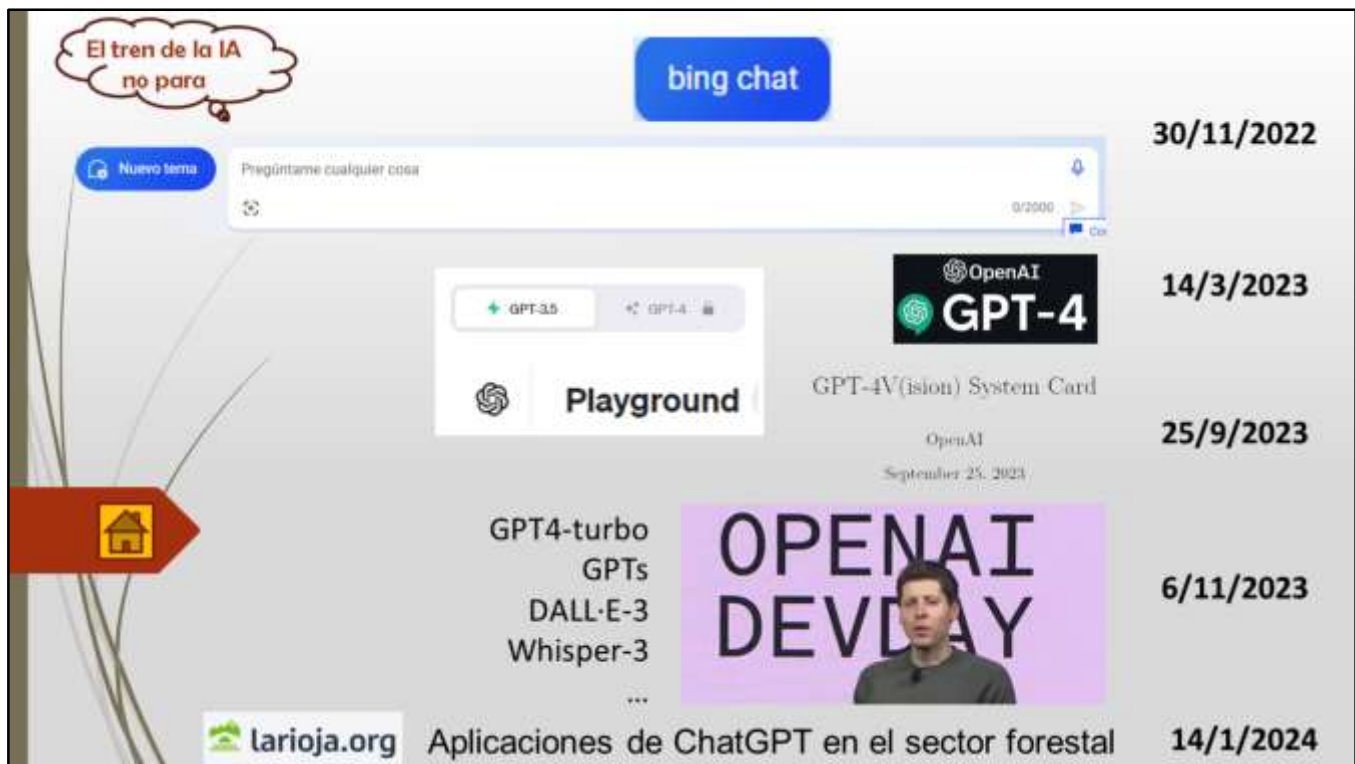 El tren de la IA
no para
bing chat
30/11/2022
Nuevo tema
Pregúntame cualquier cosa
0/2000
14/3/2023
OpenAI
GPT-4
GPT-3.5
GPT-4
Playground
GPT-4V(ision) System Card
OpenAI
September 25, 2023
25/9/2023
GPT4-turbo
GPTs
DALL·E-3
Whisper-3
...
OPENAI
DEVDAY
6/11/2023
larioja.org
Aplicaciones de ChatGPT en el sector forestal
14/1/2024